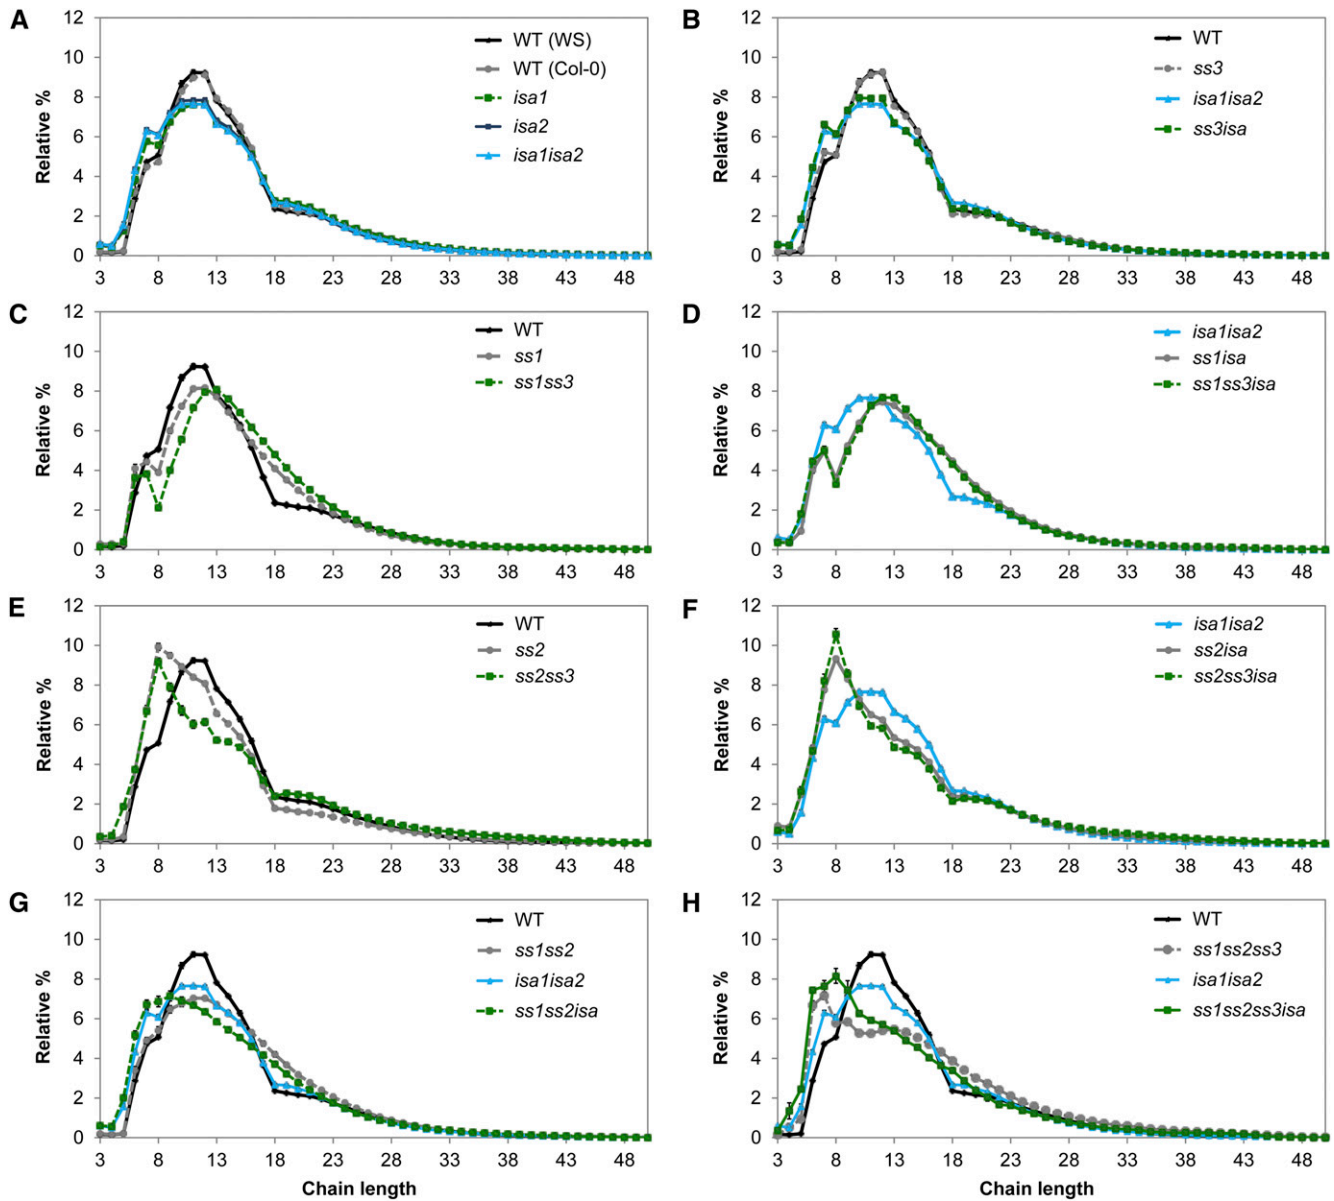 A
12
10
8
6
4
2
0
Relative %
WT (WS)
WT (Col-0)
isa1
isa2
isa1isa2
3 8 13 18 23 28 33 38 43 48
B
12
10
8
6
4
2
0
Relative %
WT
ss3
isa1isa2
ss3isa
3 8 13 18 23 28 33 38 43 48
C
12
10
8
6
4
2
0
Relative %
WT
ss1
ss1ss3
3 8 13 18 23 28 33 38 43 48
D
12
10
8
6
4
2
0
Relative %
isa1isa2
ss1isa
ss1ss3isa
3 8 13 18 23 28 33 38 43 48
E
12
10
8
6
4
2
0
Relative %
WT
ss2
ss2ss3
3 8 13 18 23 28 33 38 43 48
F
12
10
8
6
4
2
0
Relative %
isa1isa2
ss2isa
ss2ss3isa
3 8 13 18 23 28 33 38 43 48
G
12
10
8
6
4
2
0
Relative %
WT
ss1ss2
isa1isa2
ss1ss2isa
3 8 13 18 23 28 33 38 43 48
Chain length
H
12
10
8
6
4
2
0
Relative %
WT
ss1ss2ss3
isa1isa2
ss1ss2ss3isa
3 8 13 18 23 28 33 38 43 48
Chain length